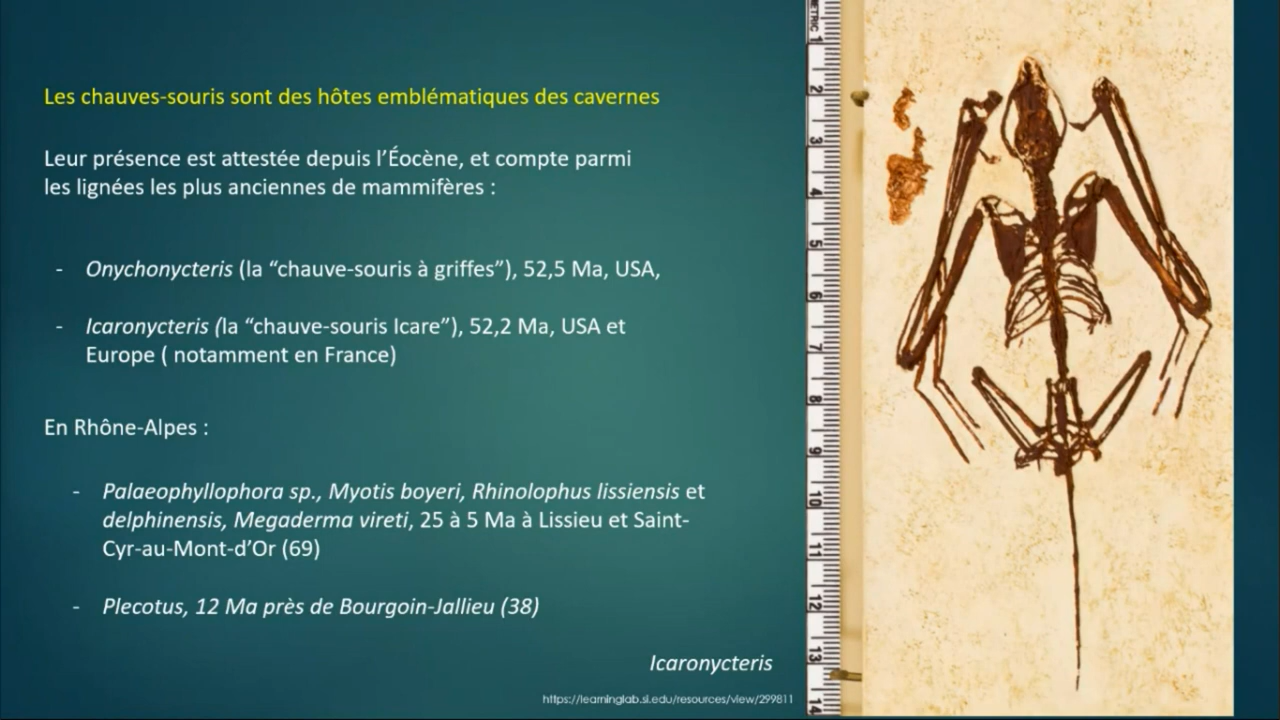 Les chauves-souris sont des hôtes emblématiques des cavernes
Leur présence est attestée depuis l'Éocène, et compte parmi
les lignées les plus anciennes de mammifères :
- Onychonycteris (la “chauve-souris à griffes”), 52,5 Ma, USA,
- Icaronycteris (la “chauve-souris Icare”), 52,2 Ma, USA et
Europe ( notamment en France)
En Rhône-Alpes :
- Palaeophyllophora sp., Myotis boyeri, Rhinolophus lissiensis et
delphinensis, Megaderma vireti, 25 à 5 Ma à Lissieu et Saint-
Cyr-au-Mont-d'Or (69)
- Plecotus, 12 Ma près de Bourgoin-Jallieu (38)
Icaronycteris
https://learninglab.si.edu/resources/view/299811
METRIC 1
2
3
4
5
6
7
8
9
10
11
12
13
14